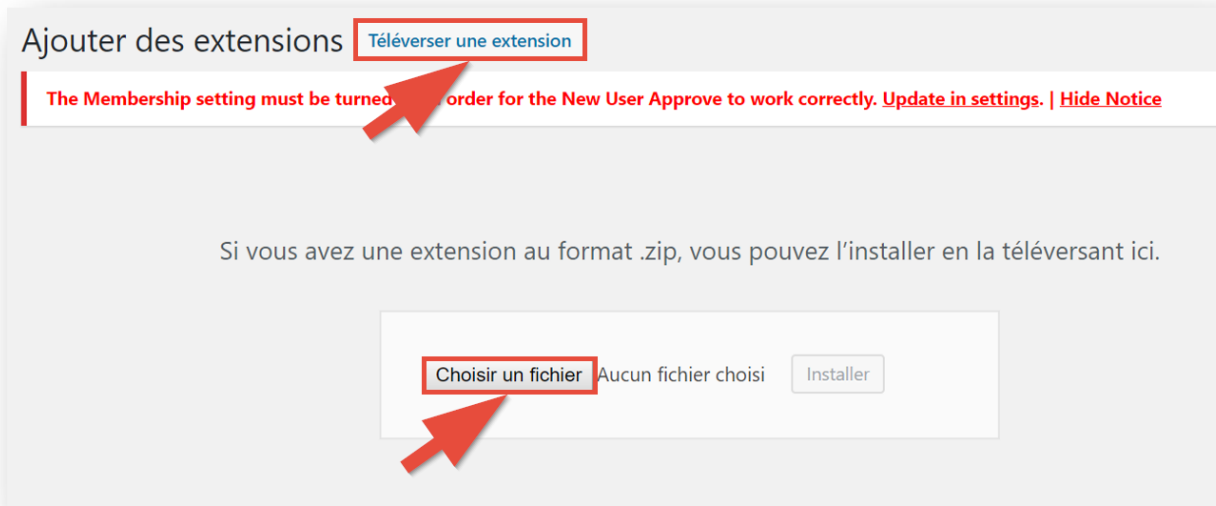 Ajouter des extensions Téléverser une extension
The Membership setting must be turned order for the New User Approve to work correctly. Update in settings. | Hide Notice
Si vous avez une extension au format .zip, vous pouvez l’installer en la téléversant ici.
Choisir un fichier Aucun fichier choisi Installer